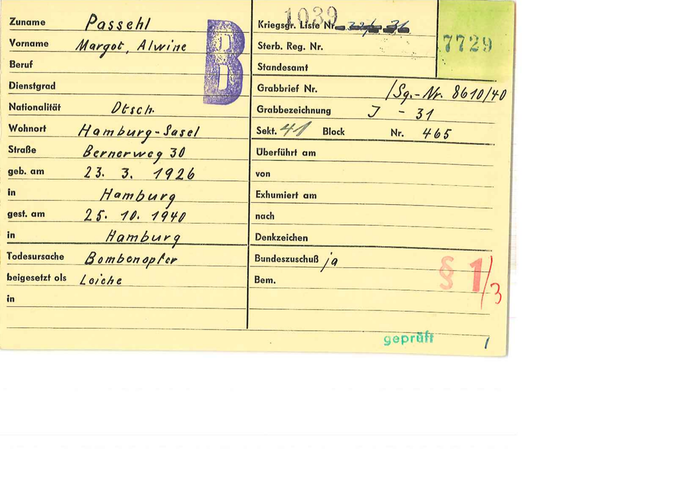 Zuname Passehl
Vorname Margot, Alwine
Beruf
Dienstgrad
Nationalität Dtsch.
Wohnort Hamburg-Sasel
Straße Bernerweg 30
geb. am 23. 3. 1926
in Hamburg
gest. am 25. 10. 1940
in Hamburg
Todesursache Bombenopfer
beigesetzt als Leiche
in
B
1039
Kriegsgr. Liste Nr.
7729
Sterb. Reg. Nr.
Standesamt
Grabbrief Nr. /Sg.-Nr. 8610/40
Grabbezeichnung J - 31
Sekt. 41 Block Nr. 465
Überführt am
von
Exhumiert am
nach
Denkzeichen
Bundeszuschuß ja
Bem.
§ 1/3
geprüft 1